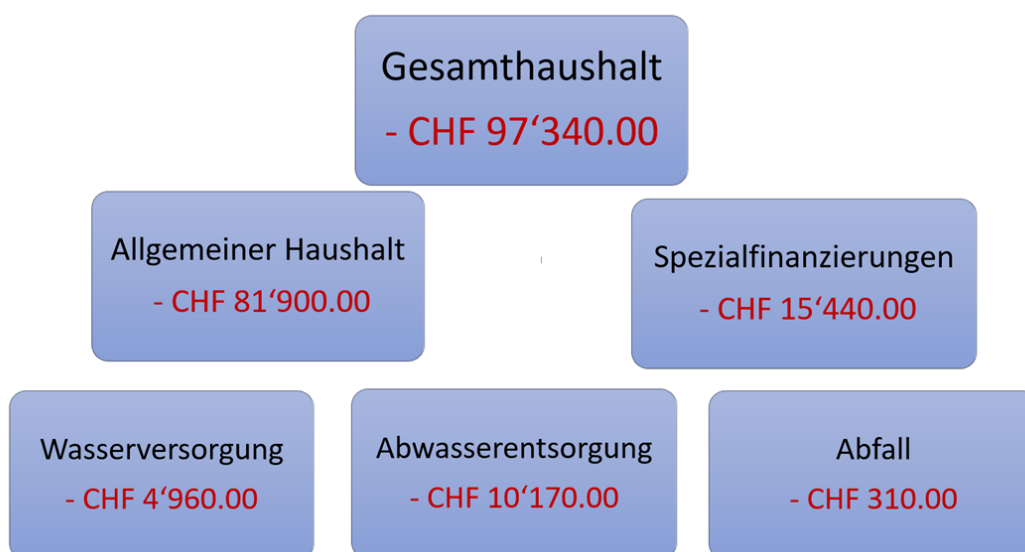 Gesamthaushalt
- CHF 97‘340.00
Allgemeiner Haushalt
- CHF 81‘900.00
Spezialfinanzierungen
- CHF 15‘440.00
Wasserversorgung
- CHF 4‘960.00
Abwasserentsorgung
- CHF 10‘170.00
Abfall
- CHF 310.00